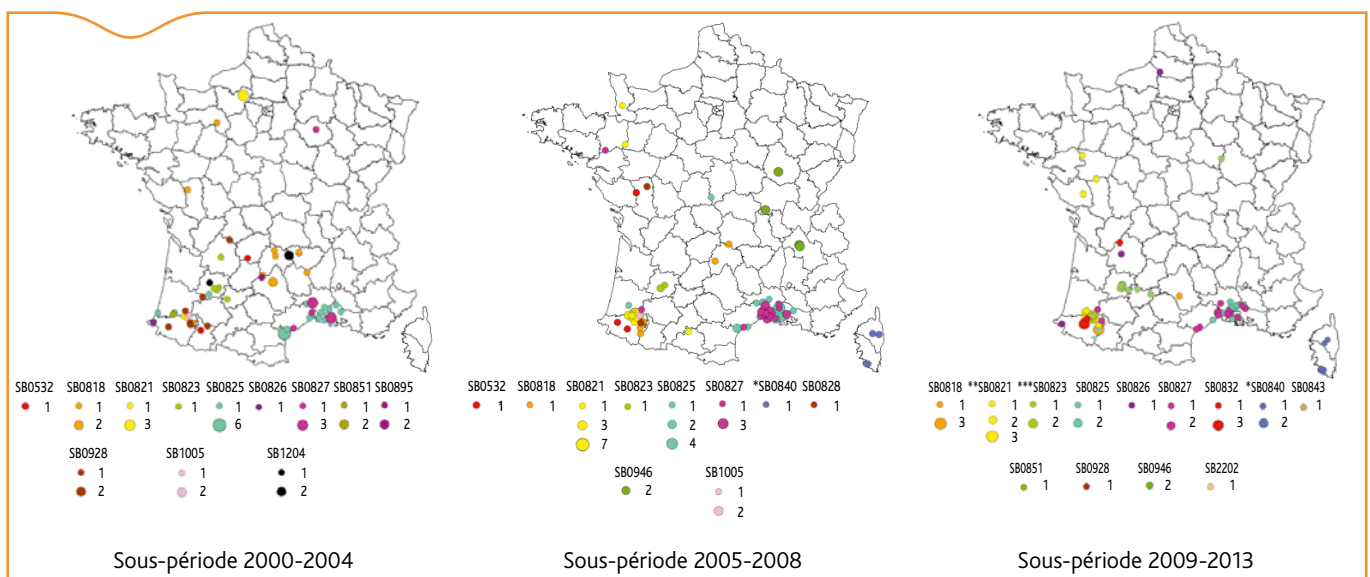 SB0532 SB0818 SB0821 SB0823 SB0825 SB0826 SB0827 SB0851 SB0895
1 1 1 1 1 1 1 1 1
2 3 6 3 2 2
SB0928 SB1005 SB1204
1 1 1
2 2 2
Sous-période 2000-2004
SB0532 SB0818 SB0821 SB0823 SB0825 SB0827 *SB0840 SB0828
1 1 1 1 1 1 1 1
3 2 3
7 4
SB0946 SB1005
2 1
2
Sous-période 2005-2008
SB0818 **SB0821 ***SB0823 SB0825 SB0826 SB0827 SB0832 *SB0840 SB0843
1 1 1 1 1 1 1 1 1
3 2 2 2 2 3 2
3
SB0851 SB0928 SB0946 SB2202
1 1 2 1
Sous-période 2009-2013